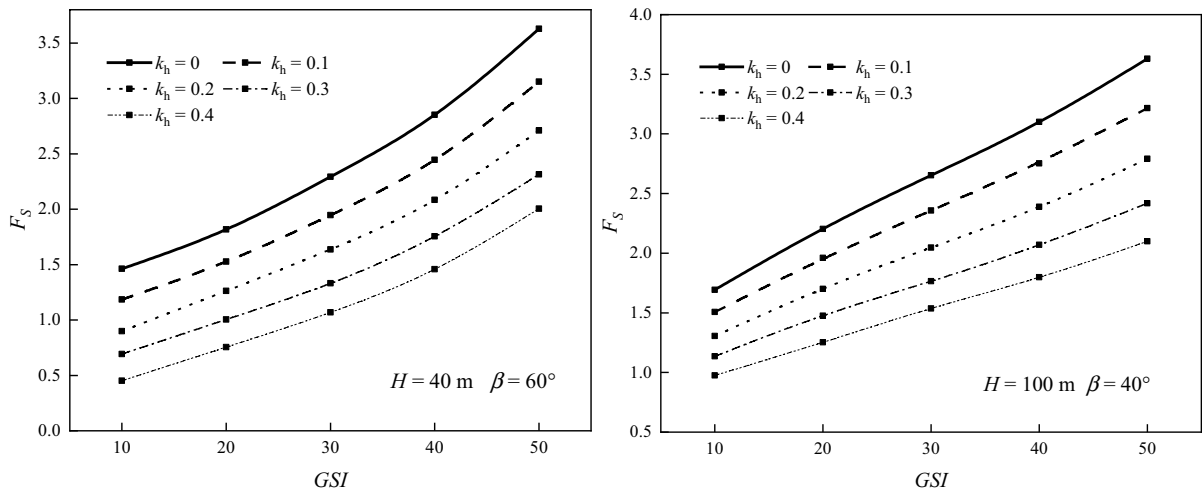 3.5
3.0
2.5
2.0
1.5
1.0
0.5
0.0
F_S
k_h = 0
k_h = 0.1
k_h = 0.2
k_h = 0.3
k_h = 0.4
H = 40 m β = 60°
10 20 30 40 50
GSI
4.0
3.5
3.0
2.5
2.0
1.5
1.0
0.5
F_S
k_h = 0
k_h = 0.1
k_h = 0.2
k_h = 0.3
k_h = 0.4
H = 100 m β = 40°
10 20 30 40 50
GSI